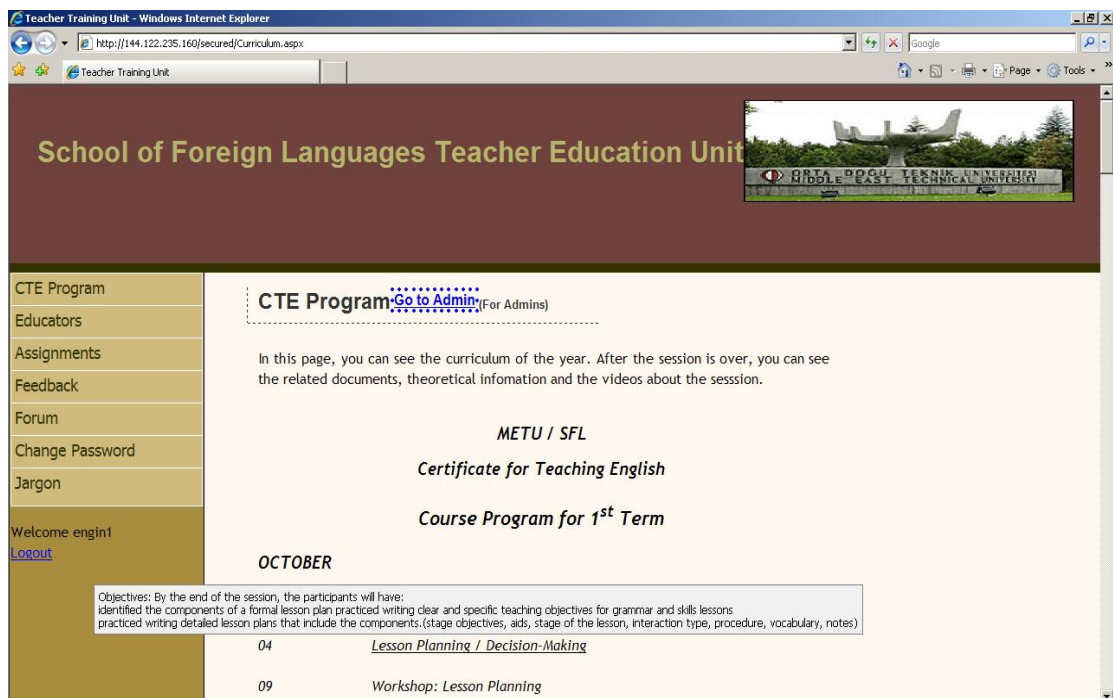 Teacher Training Unit - Windows Internet Explorer
http://144.122.235.160/secured/Curriculum.aspx
Google
Teacher Training Unit
Page
Tools
School of Foreign Languages Teacher Education Unit
ORTA DOĞU TEKNIK UNIVERSITESI
MIDDLE EAST TECHNICAL UNIVERSITY
CTE Program
Educators
Assignments
Feedback
Forum
Change Password
Jargon
Welcome engin1
Logout
CTE Program Go to Admin (For Admins)
In this page, you can see the curriculum of the year. After the session is over, you can see
the related documents, theoretical infomation and the videos about the sesssion.
METU / SFL
Certificate for Teaching English
Course Program for 1st Term
OCTOBER
Objectives: By the end of the session, the participants will have:
identified the components of a formal lesson plan practiced writing clear and specific teaching objectives for grammar and skills lessons
practiced writing detailed lesson plans that include the components.(stage objectives, aids, stage of the lesson, interaction type, procedure, vocabulary, notes)
04 Lesson Planning / Decision-Making
09 Workshop: Lesson Planning